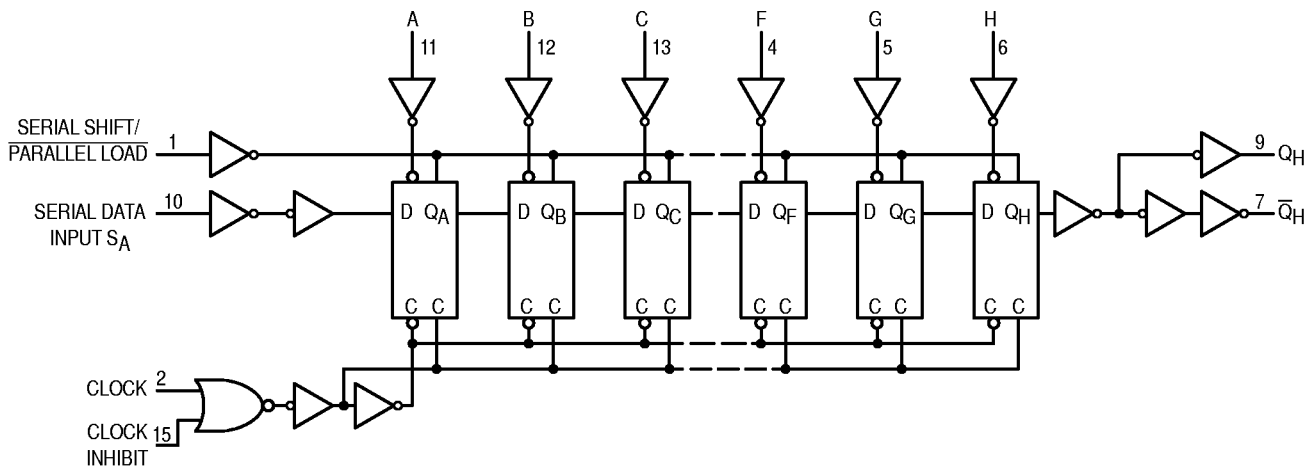 A B C F G H
11 12 13 4 5 6
SERIAL SHIFT/
PARALLEL LOAD 1
9 QH
SERIAL DATA 10
INPUT SA
D QA D QB D QC D QF D QG D QH
7 Q̅H
C C C C C C C C C C C C
CLOCK 2
CLOCK 15
INHIBIT